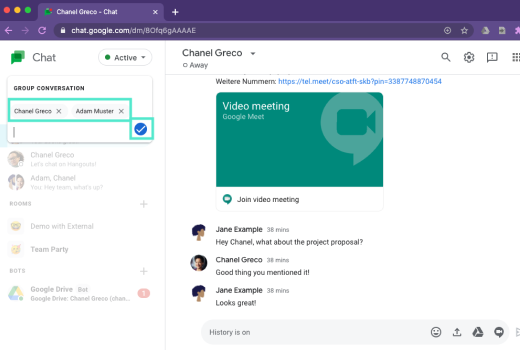 Chanel Greco - Chat
chat.google.com/dm/8Ofq6gAAAAE
Chat
Active
GROUP CONVERSATION
Chanel Greco
Adam Muster
Chanel Greco
Let's chat on Hangouts!
Adam, Chanel
You: Hey team, what's up?
ROOMS
Demo with External
Team Party
BOTS
Google Drive Bot
Google Drive: Chanel Greco (chan...
1
Chanel Greco
Away
Weitere Nummern: https://tel.meet/cso-atft-skb?pin=3387748870454
Video meeting
Google Meet
Join video meeting
Jane Example 38 mins
Hey Chanel, what about the project proposal?
Chanel Greco 38 mins
Good thing you mentioned it!
Jane Example 38 mins
Looks great!
History is on